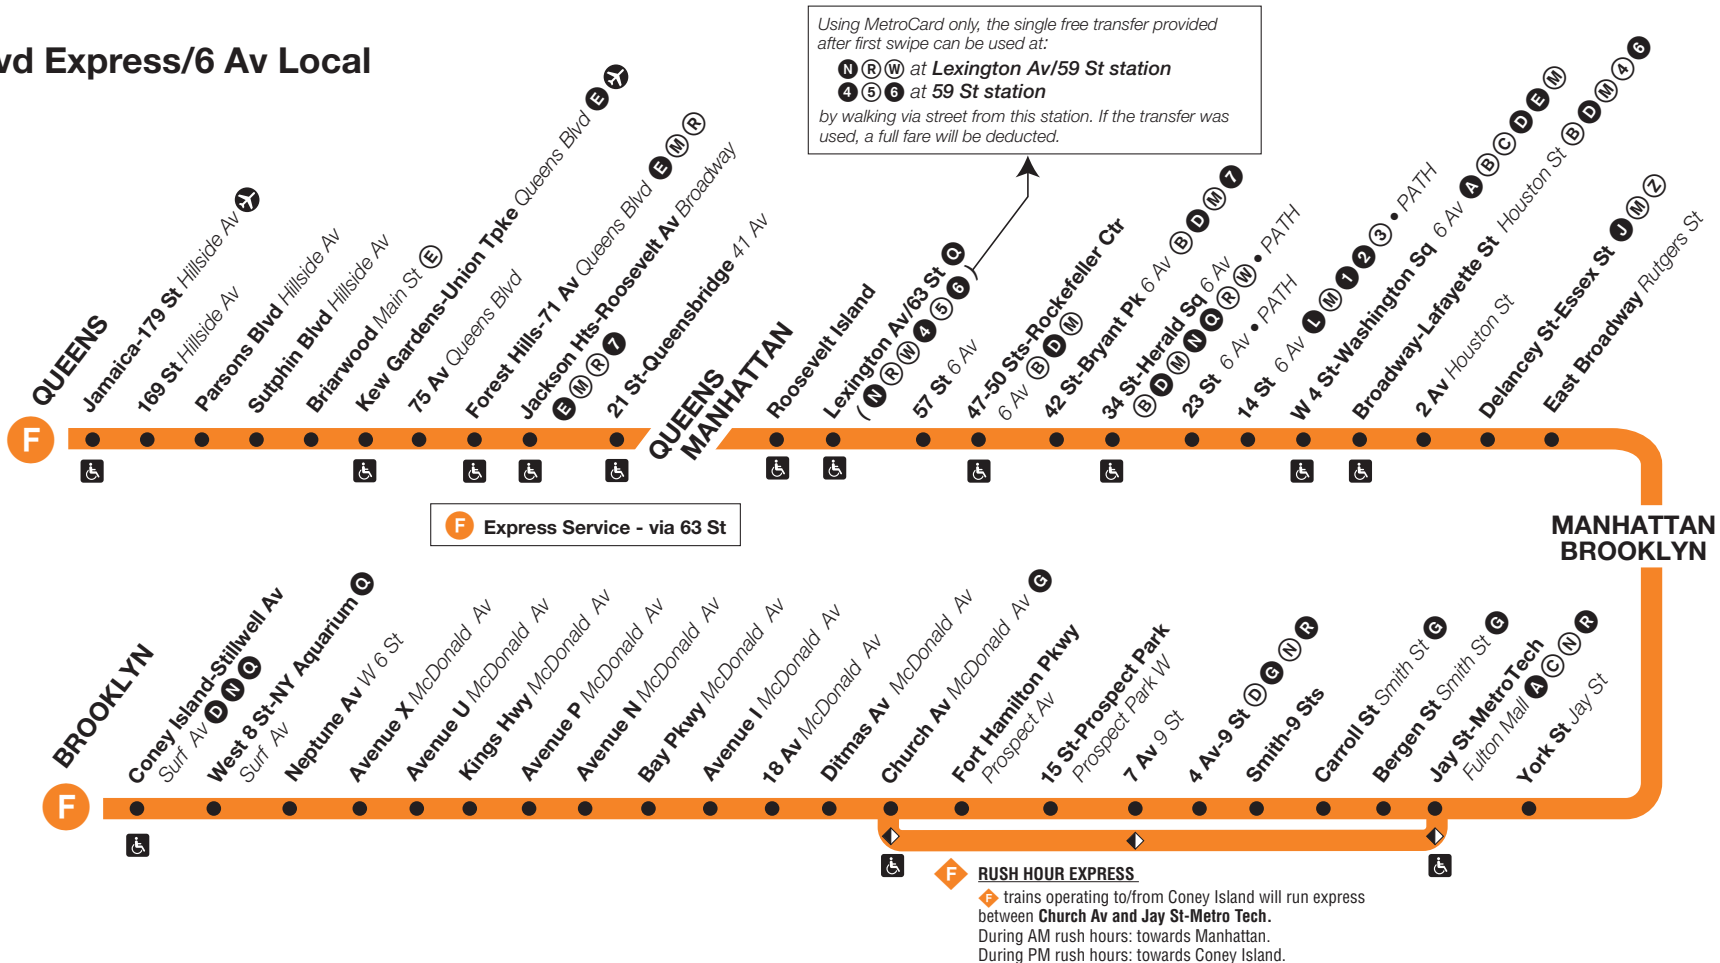 vd Express/6 Av Local
Using MetroCard only, the single free transfer provided
after first swipe can be used at:
N R W at Lexington Av/59 St station
4 5 6 at 59 St station
by walking via street from this station. If the transfer was
used, a full fare will be deducted.
F
QUEENS
Jamaica-179 St Hillside Av
169 St Hillside Av
Parsons Blvd Hillside Av
Sutphin Blvd Hillside Av
Briarwood Main St E
Kew Gardens-Union Tpke Queens Blvd E
75 Av Queens Blvd
Forest Hills-71 Av Queens Blvd E M R
Jackson Hts-Roosevelt Av Broadway
E M R 7
21 St-Queensbridge 41 Av
QUEENS
MANHATTAN
Roosevelt Island
Lexington Av/63 St Q
( N R W 4 5 6 )
57 St 6 Av
47-50 Sts-Rockefeller Ctr
6 Av B D M
42 St-Bryant Pk 6 Av B D M 7
34 St-Herald Sq 6 Av
B D M N Q R W • PATH
23 St 6 Av • PATH
14 St 6 Av L M 1 2 3 • PATH
W 4 St-Washington Sq 6 Av A B C D E M
Broadway-Lafayette St Houston St B D M 4 6
2 Av Houston St
Delancey St-Essex St J M Z
East Broadway Rutgers St
F Express Service - via 63 St
MANHATTAN
BROOKLYN
F
BROOKLYN
Coney Island-Stillwell Av
Surf Av D N Q
West 8 St-NY Aquarium Q
Surf Av
Neptune Av W 6 St
Avenue X McDonald Av
Avenue U McDonald Av
Kings Hwy McDonald Av
Avenue P McDonald Av
Avenue N McDonald Av
Bay Pkwy McDonald Av
Avenue I McDonald Av
18 Av McDonald Av
Ditmas Av McDonald Av
Church Av McDonald Av G
Fort Hamilton Pkwy
Prospect Av
15 St-Prospect Park
Prospect Park W
7 Av 9 St
4 Av-9 St D G N R
Smith-9 Sts
Carroll St Smith St G
Bergen St Smith St G
Jay St-MetroTech
Fulton Mall A C N R
York St Jay St
F RUSH HOUR EXPRESS
F trains operating to/from Coney Island will run express
between Church Av and Jay St-Metro Tech.
During AM rush hours: towards Manhattan.
During PM rush hours: towards Coney Island.